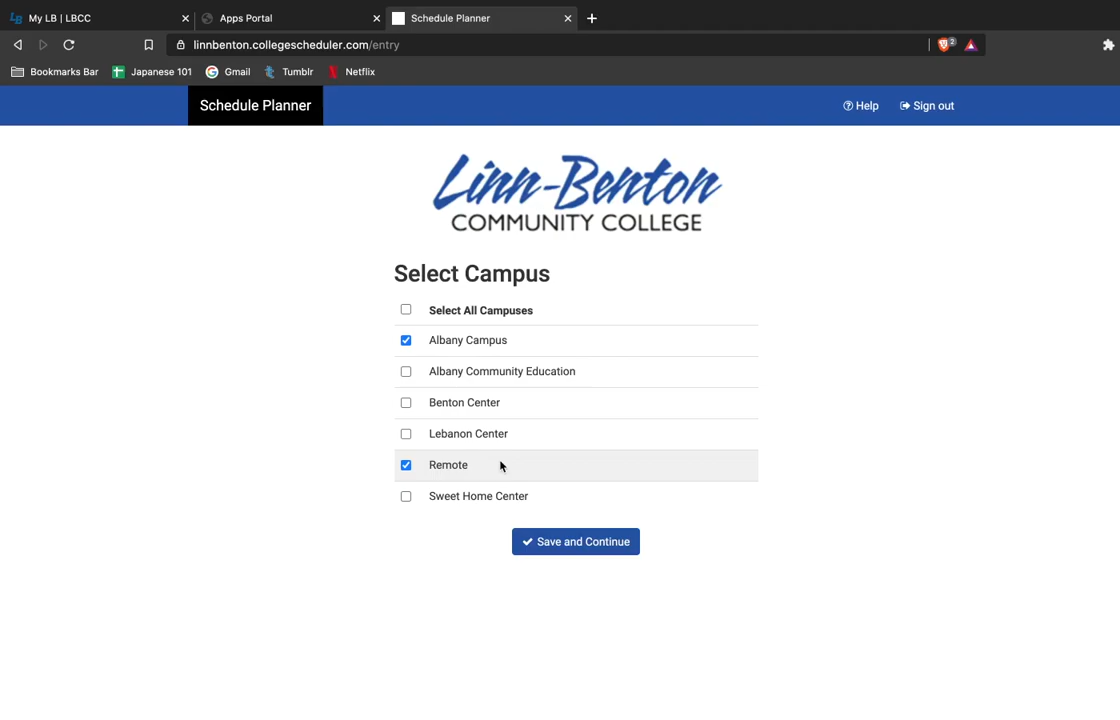 My LB | LBCC
Apps Portal
Schedule Planner
linnbenton.collegescheduler.com/entry
2
Bookmarks Bar
Japanese 101
Gmail
Tumblr
Netflix
Schedule Planner
Help
Sign out
Linn-Benton
COMMUNITY COLLEGE
Select Campus
Select All Campuses
Albany Campus
Albany Community Education
Benton Center
Lebanon Center
Remote
Sweet Home Center
Save and Continue